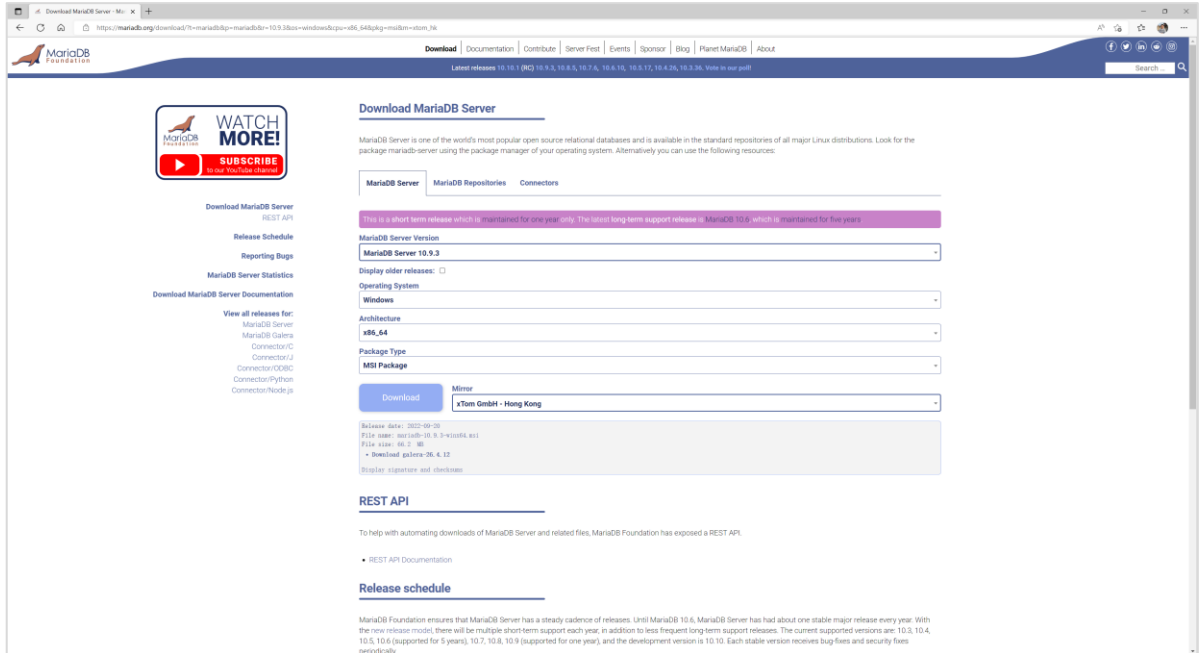 Download MariaDB Server - Mari
https://mariadb.org/download/?t=mariadb&p=mariadb&r=10.9.3&os=windows&cpu=x86_64&pkg=msi&m=xtom_hk
MariaDB
Foundation
Download Documentation Contribute Server Fest Events Sponsor Blog Planet MariaDB About
Latest releases 10.10.1 (RC) 10.9.3, 10.8.5, 10.7.6, 10.6.10, 10.5.17, 10.4.26, 10.3.36. Vote in our poll!
Search ...
MariaDB
Foundation
WATCH
MORE!
SUBSCRIBE
to our YouTube channel
Download MariaDB Server
REST API
Release Schedule
Reporting Bugs
MariaDB Server Statistics
Download MariaDB Server Documentation
View all releases for:
MariaDB Server
MariaDB Galera
Connector/C
Connector/J
Connector/ODBC
Connector/Python
Connector/Node.js
Download MariaDB Server
MariaDB Server is one of the world's most popular open source relational databases and is available in the standard repositories of all major Linux distributions. Look for the
package mariadb-server using the package manager of your operating system. Alternatively you can use the following resources:
MariaDB Server MariaDB Repositories Connectors
This is a short term release which is maintained for one year only. The latest long-term support release is MariaDB 10.6, which is maintained for five years
MariaDB Server Version
MariaDB Server 10.9.3
Display older releases:
Operating System
Windows
Architecture
x86_64
Package Type
MSI Package
Download
Mirror
xTom GmbH - Hong Kong
Release date:
File name: mariadb-10.9.3-winx64.msi
File size: MB
Download galera-26.4.12
Display signature and checksums
REST API
To help with automating downloads of MariaDB Server and related files, MariaDB Foundation has exposed a REST API.
• REST API Documentation
Release schedule
MariaDB Foundation ensures that MariaDB Server has a steady cadence of releases. Until MariaDB 10.6, MariaDB Server has had about one stable major release every year. With
the new release model, there will be multiple short-term support each year, in addition to less frequent long-term support releases. The current supported versions are: 10.3, 10.4,
10.5, 10.6 (supported for 5 years), 10.7, 10.8, 10.9 (supported for one year), and the development version is 10.10. Each stable version receives bug-fixes and security fixes
periodically.